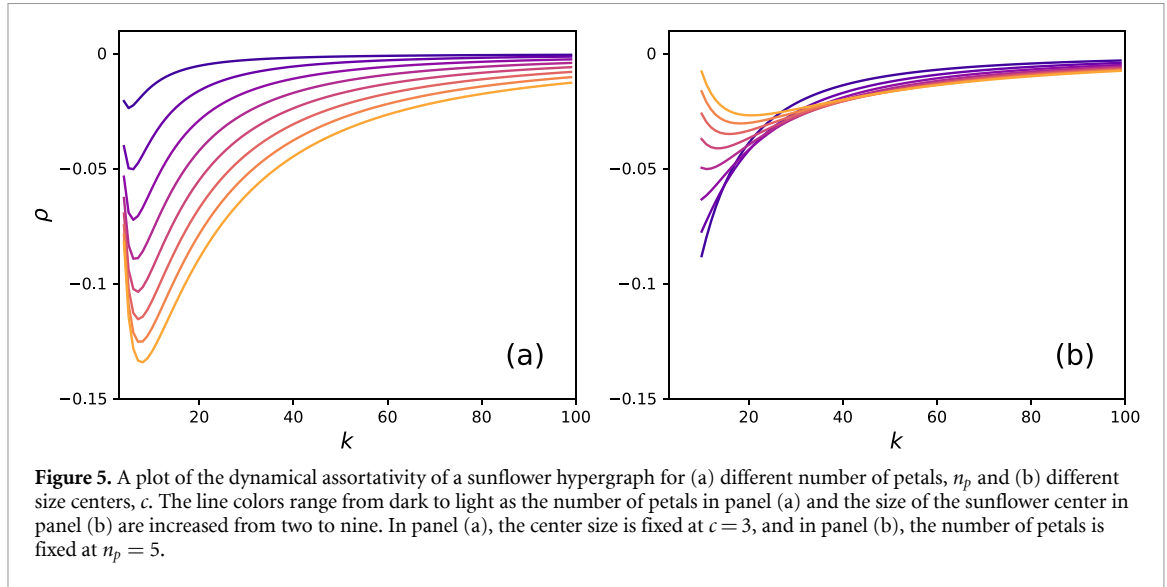 0
−0.05
−0.1
−0.15
ρ
20
40
60
80
100
k
(a)
0
−0.05
−0.1
−0.15
20
40
60
80
100
k
(b)
Figure 5. A plot of the dynamical assortativity of a sunflower hypergraph for (a) different number of petals, n_p and (b) different
size centers, c. The line colors range from dark to light as the number of petals in panel (a) and the size of the sunflower center in
panel (b) are increased from two to nine. In panel (a), the center size is fixed at c = 3, and in panel (b), the number of petals is
fixed at n_p = 5.